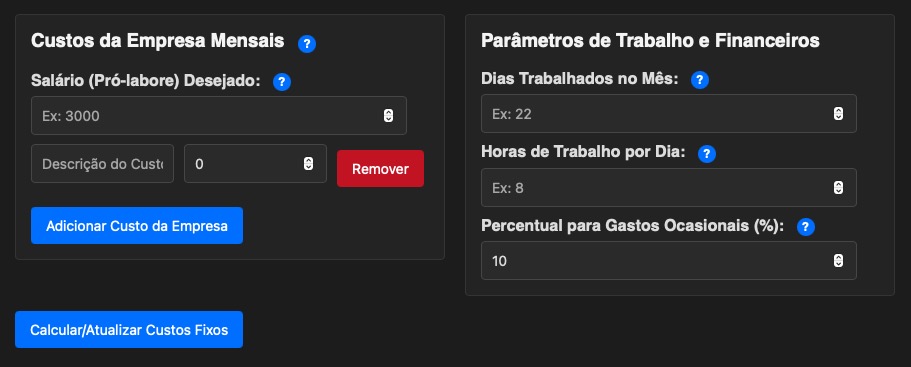 Custos da Empresa Mensais ?
Salário (Pró-labore) Desejado: ?
Ex: 3000
Descrição do Custo
0
Remover
Adicionar Custo da Empresa
Parâmetros de Trabalho e Financeiros
Dias Trabalhados no Mês: ?
Ex: 22
Horas de Trabalho por Dia: ?
Ex: 8
Percentual para Gastos Ocasionais (%): ?
10
Calcular/Atualizar Custos Fixos